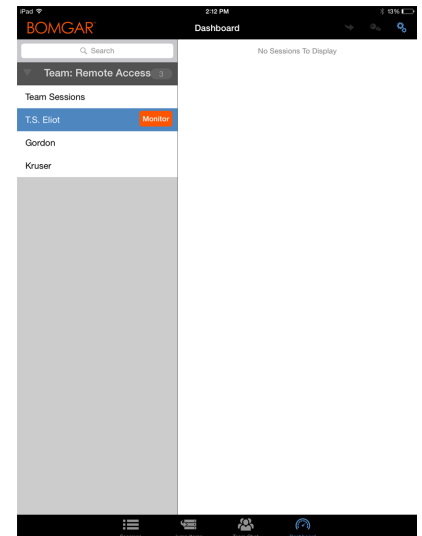 iPad 2:12 PM 13%
BOMGAR Dashboard
Search
No Sessions To Display
Team: Remote Access 3
Team Sessions
T.S. Eliot Monitor
Gordon
Kruser